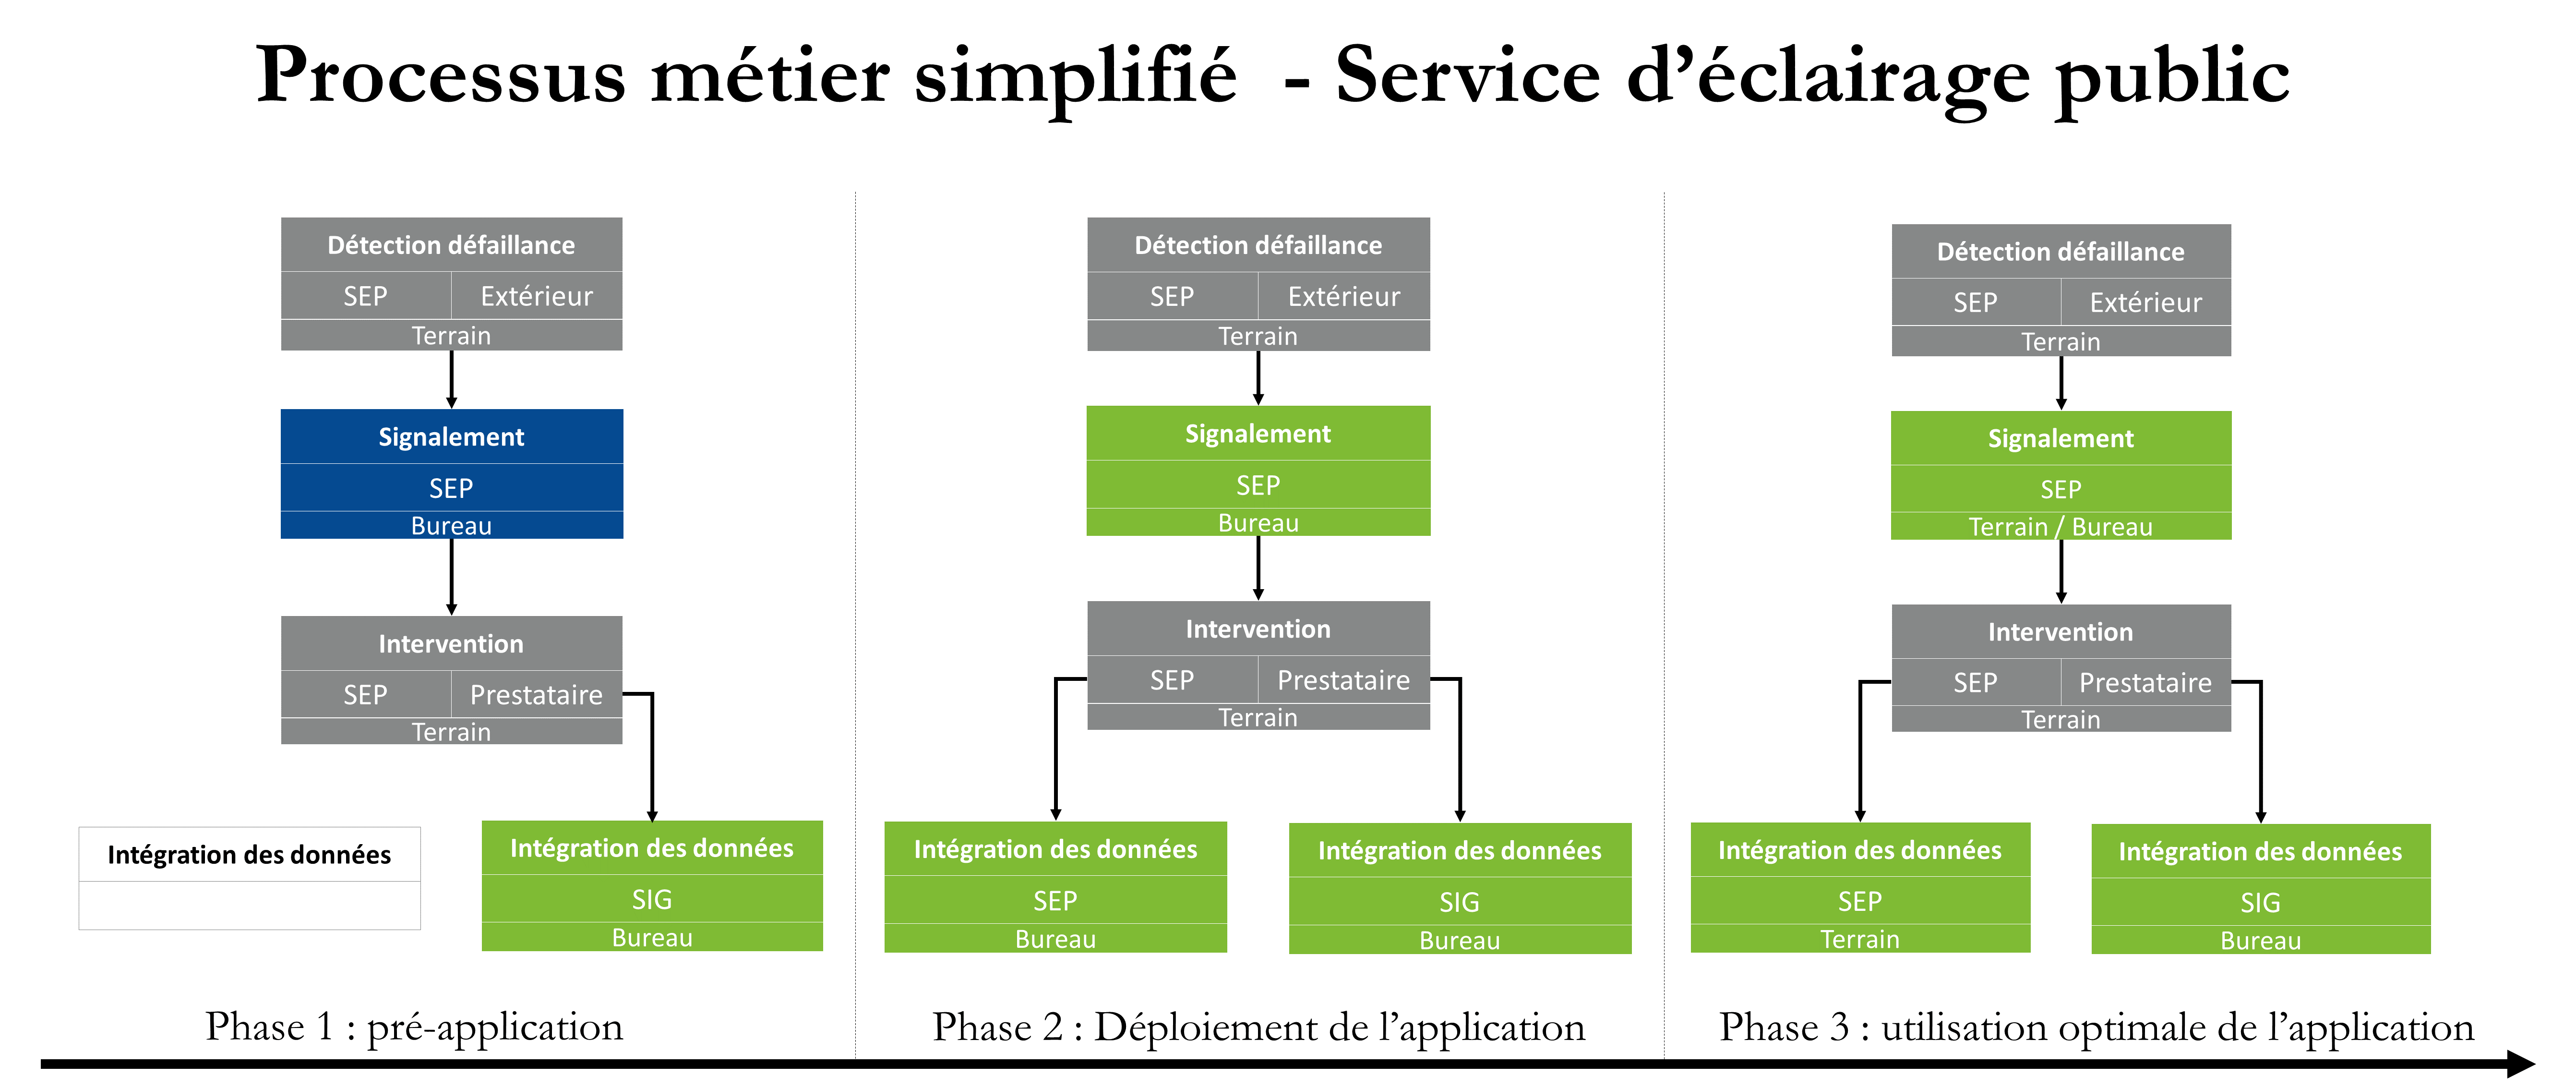 Processus métier simplifié - Service d’éclairage public
Détection défaillance
SEP Extérieur
Terrain
Signalement
SEP
Bureau
Intervention
SEP Prestataire
Terrain
Intégration des données
Intégration des données
SIG
Bureau
Phase 1 : pré-application
Détection défaillance
SEP Extérieur
Terrain
Signalement
SEP
Bureau
Intervention
SEP Prestataire
Terrain
Intégration des données
SEP
Bureau
Intégration des données
SIG
Bureau
Phase 2 : Déploiement de l’application
Détection défaillance
SEP Extérieur
Terrain
Signalement
SEP
Terrain / Bureau
Intervention
SEP Prestataire
Terrain
Intégration des données
SEP
Terrain
Intégration des données
SIG
Bureau
Phase 3 : utilisation optimale de l’application